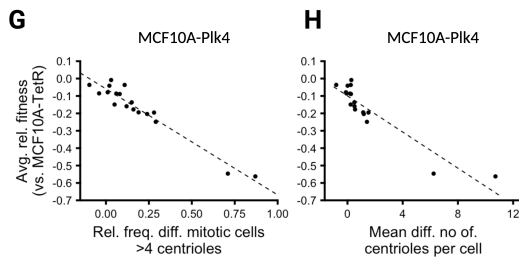 G
MCF10A-Plk4
Avg. rel. fitness
(vs. MCF10A-TetR)
0.1
0.0
-0.1
-0.2
-0.3
-0.4
-0.5
-0.6
-0.7
0.00 0.25 0.50 0.75 1.00
Rel. freq. diff. mitotic cells
>4 centrioles
H
MCF10A-Plk4
0.1
0.0
-0.1
-0.2
-0.3
-0.4
-0.5
-0.6
-0.7
0 4 8 12
Mean diff. no of.
centrioles per cell